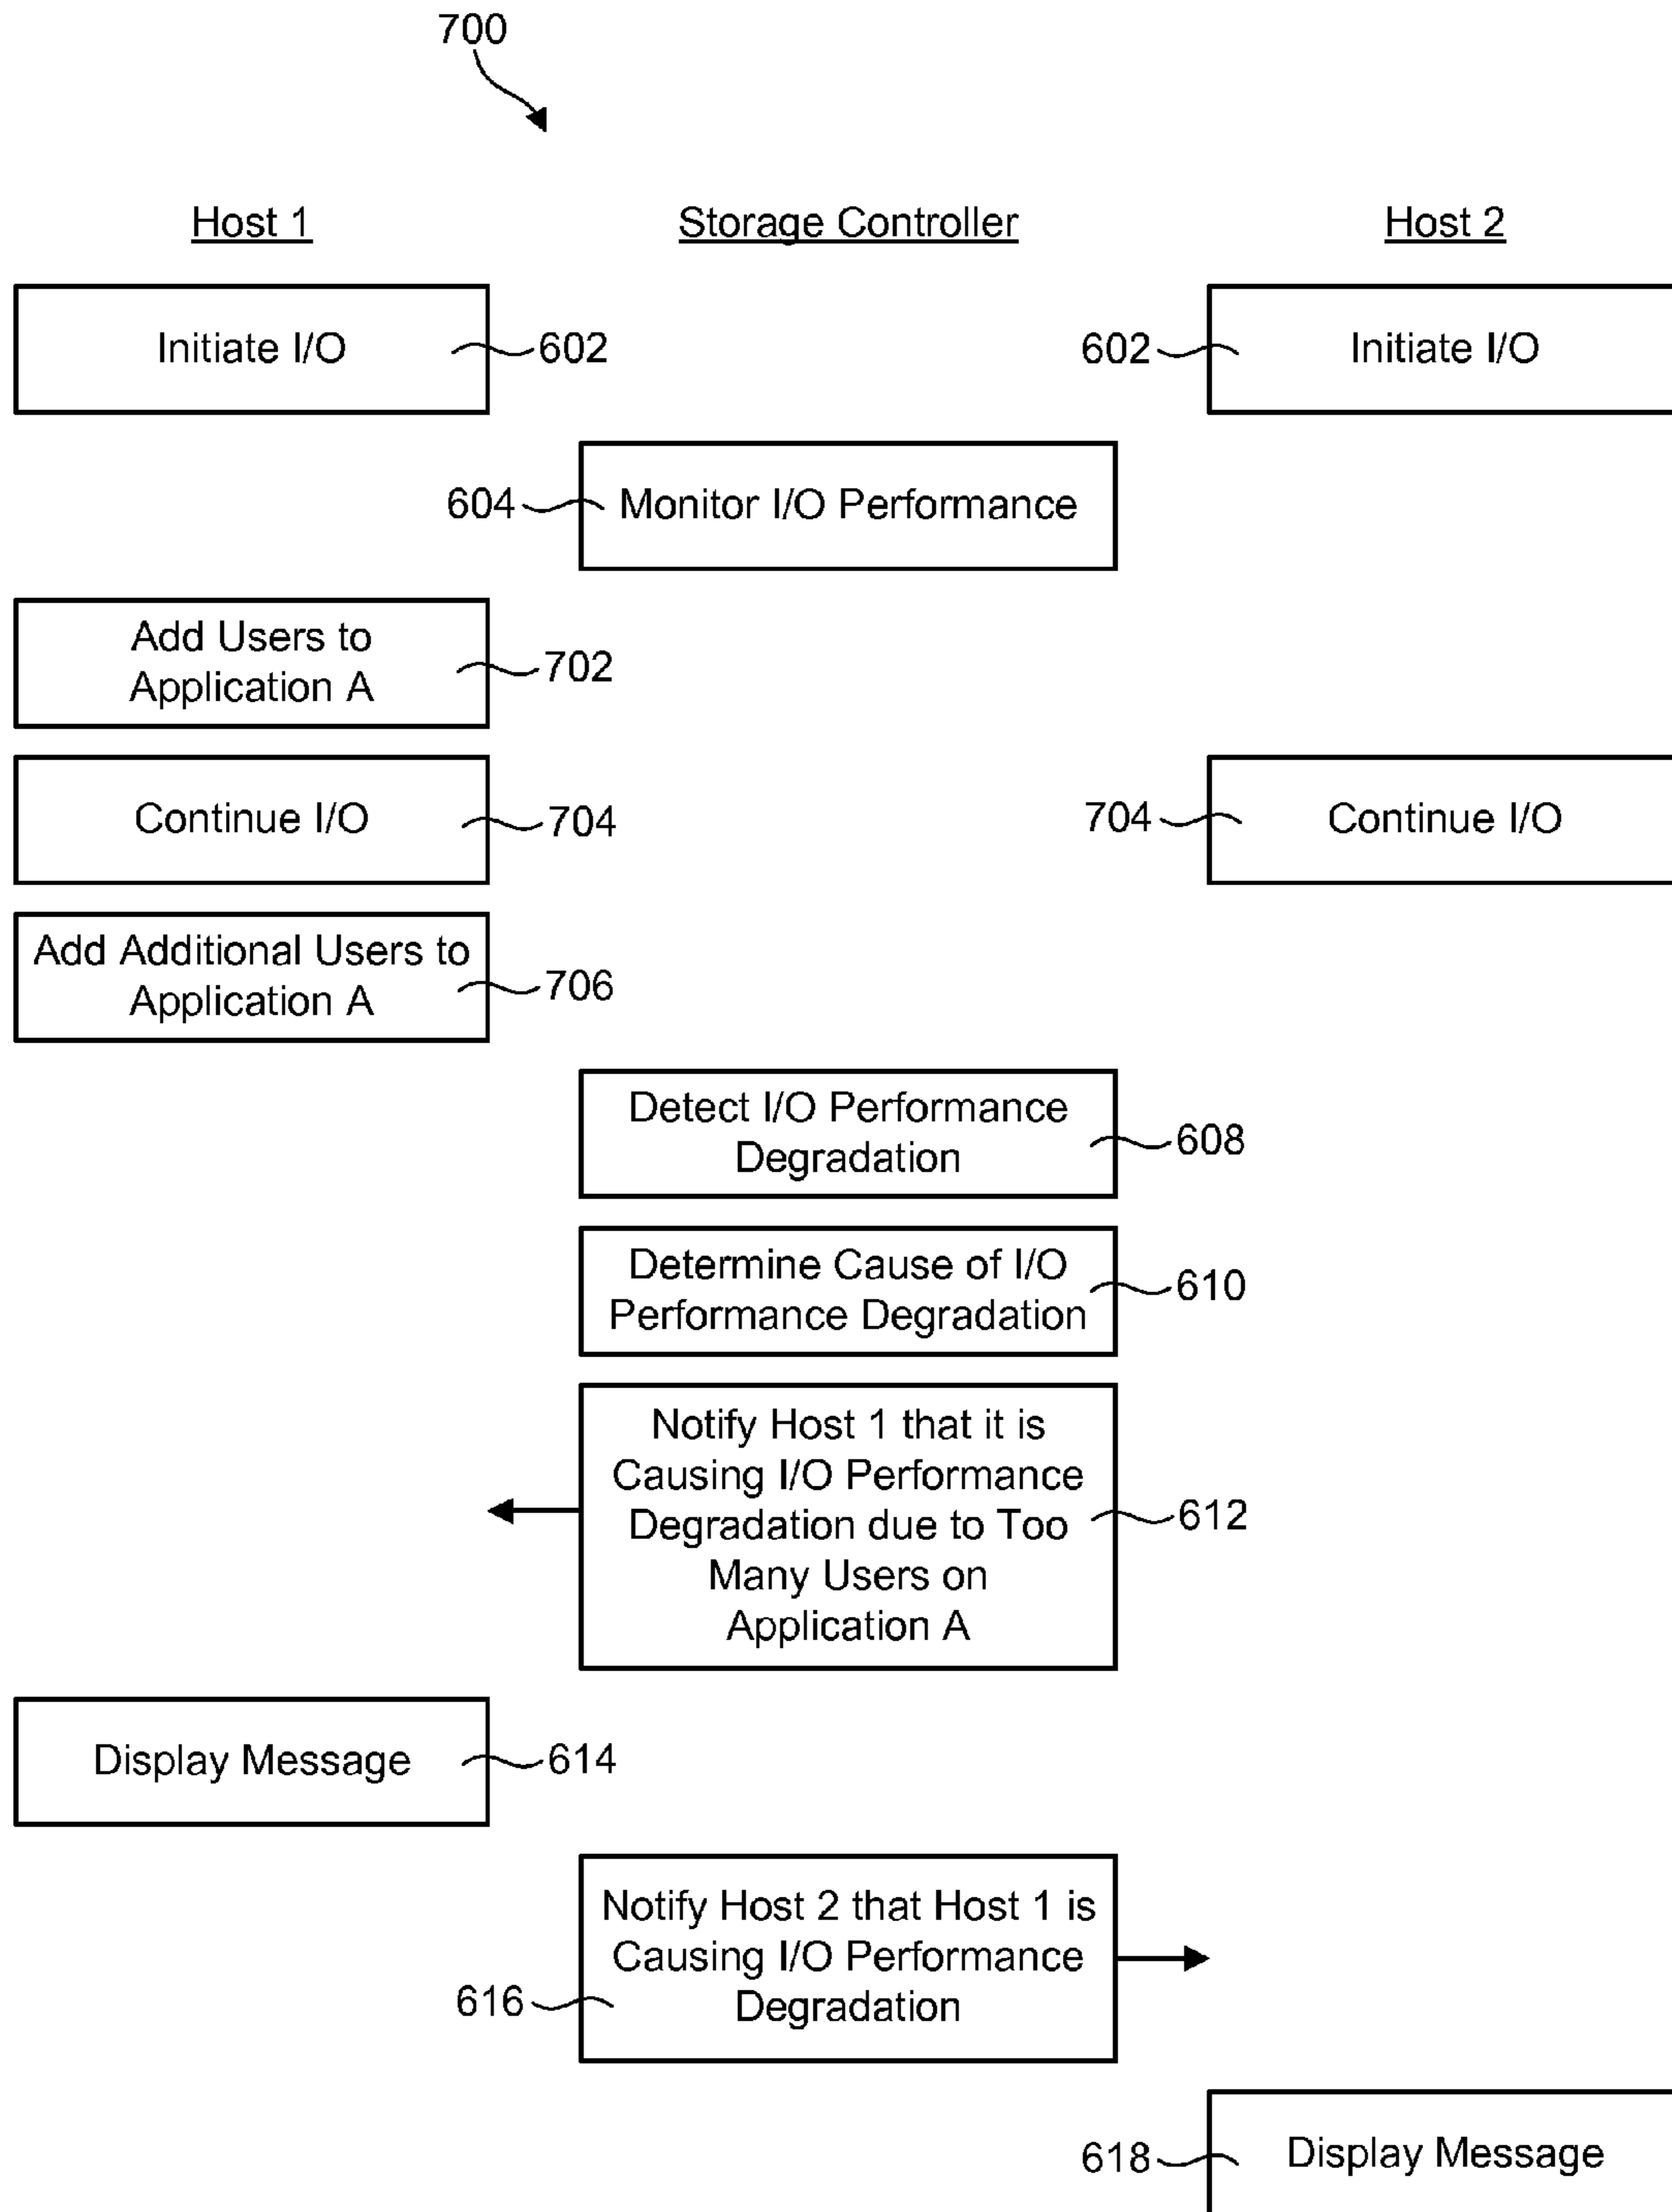 700
Host 1
Storage Controller
Host 2
Initiate I/O
602
602
Initiate I/O
604
Monitor I/O Performance
Add Users to
Application A
702
Continue I/O
704
704
Continue I/O
Add Additional Users to
Application A
706
Detect I/O Performance
Degradation
608
Determine Cause of I/O
Performance Degradation
610
Notify Host 1 that it is
Causing I/O Performance
Degradation due to Too
Many Users on
Application A
612
Display Message
614
Notify Host 2 that Host 1 is
Causing I/O Performance
Degradation
616
618
Display Message